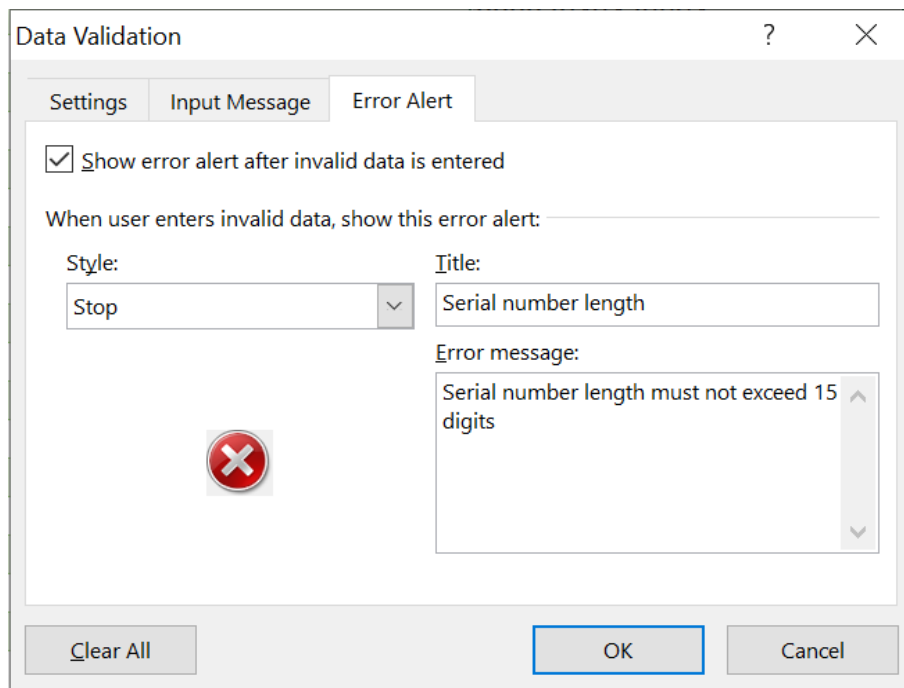 Data Validation
?
Settings
Input Message
Error Alert
Show error alert after invalid data is entered
When user enters invalid data, show this error alert:
Style:
Stop
Title:
Serial number length
Error message:
Serial number length must not exceed 15
digits
Clear All
OK
Cancel